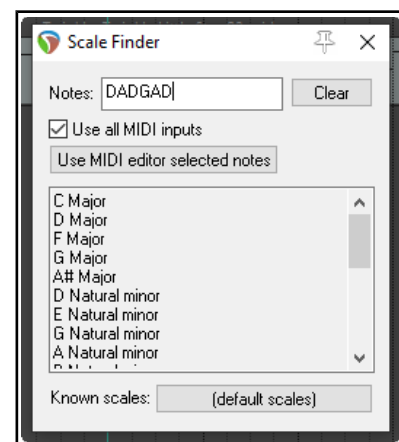 Scale Finder
Notes: DADGAD Clear
Use all MIDI inputs
Use MIDI editor selected notes
C Major
D Major
F Major
G Major
A# Major
D Natural minor
E Natural minor
G Natural minor
A Natural minor
Known scales: (default scales)